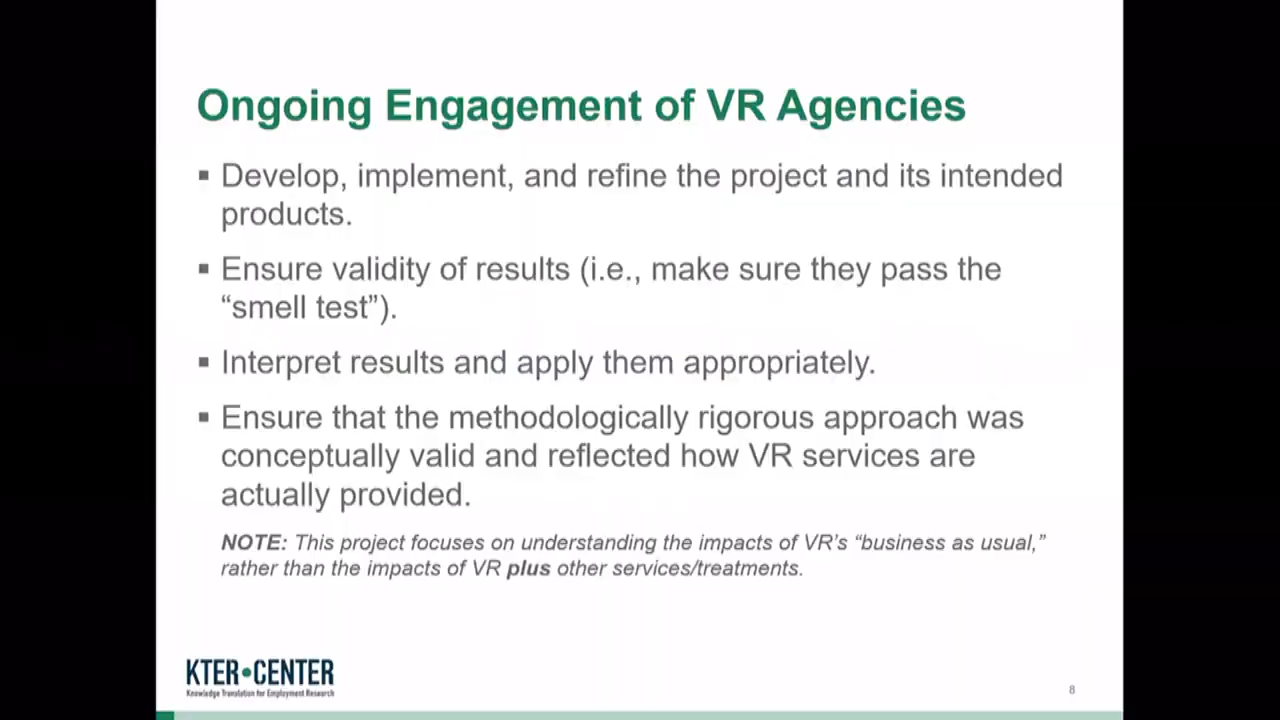 Ongoing Engagement of VR Agencies
▪ Develop, implement, and refine the project and its intended
products.
▪ Ensure validity of results (i.e., make sure they pass the
“smell test”).
▪ Interpret results and apply them appropriately.
▪ Ensure that the methodologically rigorous approach was
conceptually valid and reflected how VR services are
actually provided.
NOTE: This project focuses on understanding the impacts of VR’s “business as usual,”
rather than the impacts of VR plus other services/treatments.
KTER•CENTER
Knowledge Translation for Employment Research
8